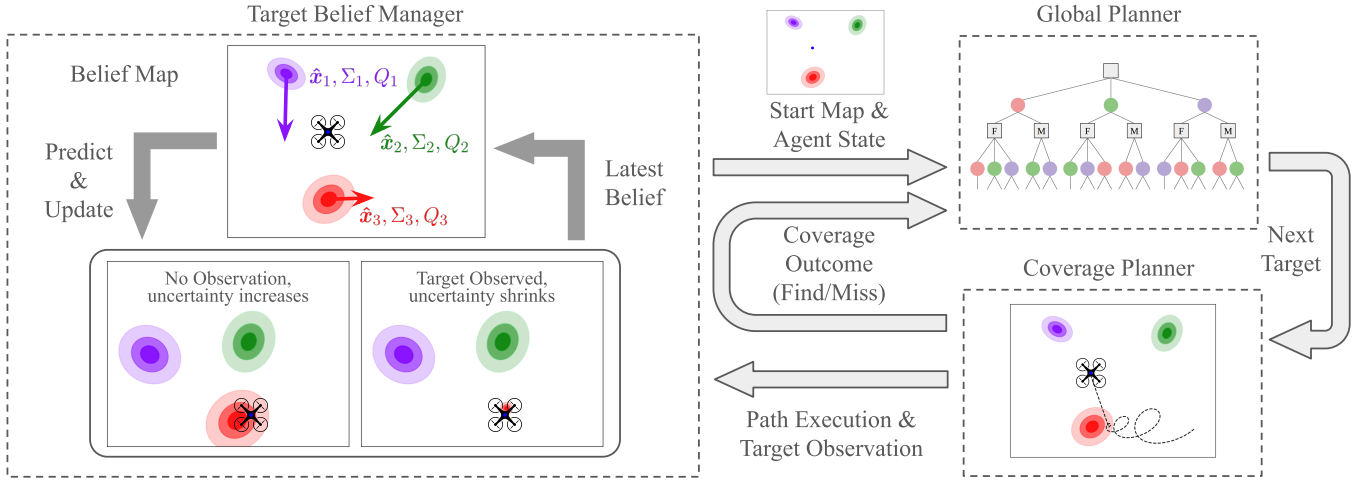 Target Belief Manager
Belief Map
x̂₁, Σ₁, Q₁
x̂₂, Σ₂, Q₂
x̂₃, Σ₃, Q₃
Predict
&
Update
Latest
Belief
No Observation,
uncertainty increases
Target Observed,
uncertainty shrinks
Start Map &
Agent State
Coverage
Outcome
(Find/Miss)
Path Execution &
Target Observation
Global Planner
F M F M F M
Next
Target
Coverage Planner